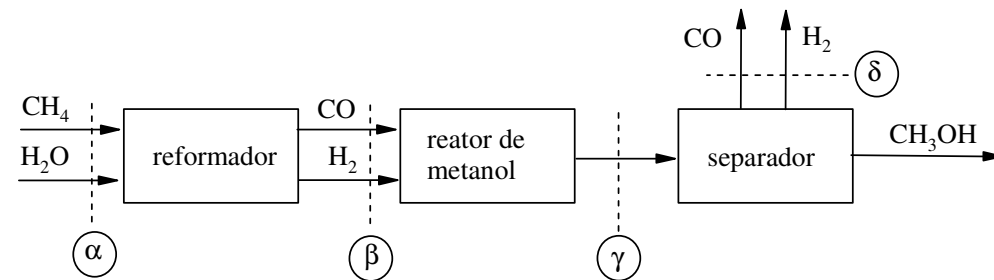 CH₄
H₂O
reformador
CO
H₂
reator de
metanol
separador
CO
H₂
CH₃OH
α
β
γ
δ